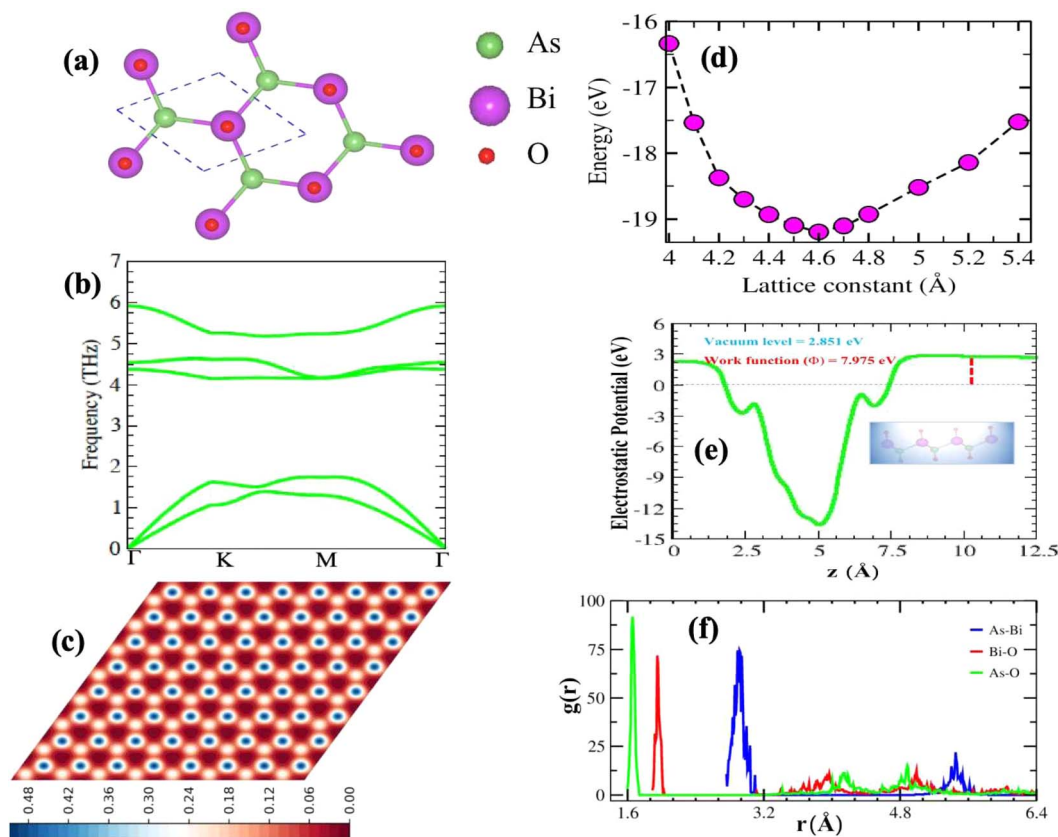 (a)
As
Bi
O
(b)
Frequency (THz)
7
6
5
4
3
2
1
0
Γ K M Γ
(c)
0.48 0.42 0.36 0.30 0.24 0.18 0.12 0.06 0.00
(d)
Energy (eV)
-16
-17
-18
-19
4 4.2 4.4 4.6 4.8 5 5.2 5.4
Lattice constant (Å)
(e)
Electrostatic Potential (eV)
Vacuum level = 2.851 eV
Work function (Φ) = 7.975 eV
6
3
0
-3
-6
-9
-12
-15
0 2.5 5 7.5 10 12.5
z (Å)
(f)
g(r)
100
75
50
25
0
As-Bi
Bi-O
As-O
1.6 3.2 4.8 6.4
r(Å)